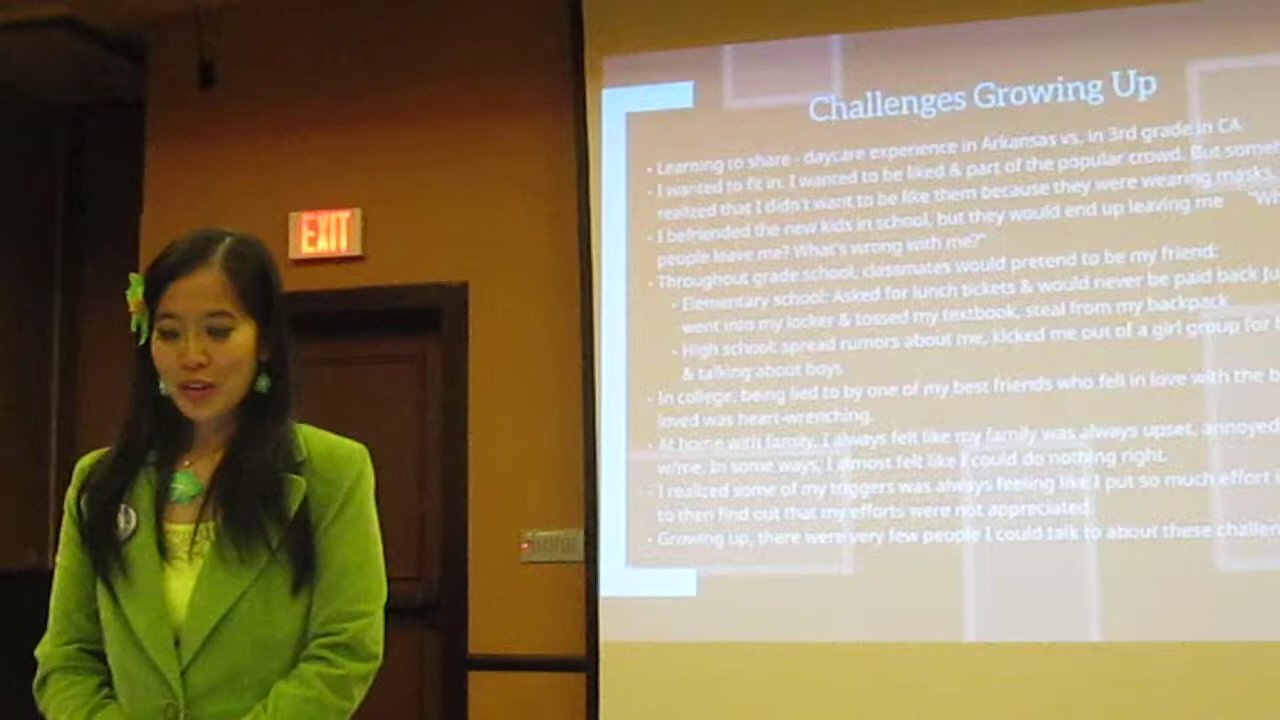 EXIT
Challenges Growing Up
· Learning to share - daycare experience in Arkansas vs. in 3rd grade in CA
· I wanted to fit in. I wanted to be liked & part of the popular crowd. But
realized that I didn't want to be like them because they were wearing masks.
· I befriended the new kids in school, but they would end up leaving me
people leave me? What's wrong with me?"
· Throughout grade school, classmates would pretend to be my friend:
· Elementary school: Asked for lunch tickets & would never be paid back
went into my locker & tossed my textbook, steal from my backpack
· High school: spread rumors about me, kicked me out of a girl group for
& talking about boys
· In college, being lied to by one of my best friends who fell in love with the
loved was heart-wrenching.
· At home with family, I always felt like my family was always upset, annoyed
w/me. In some ways, I almost felt like I could do nothing right.
· I realized some of my triggers was always feeling like I put so much effort
to then find out that my efforts were not appreciated.
· Growing up, there were very few people I could talk to about these